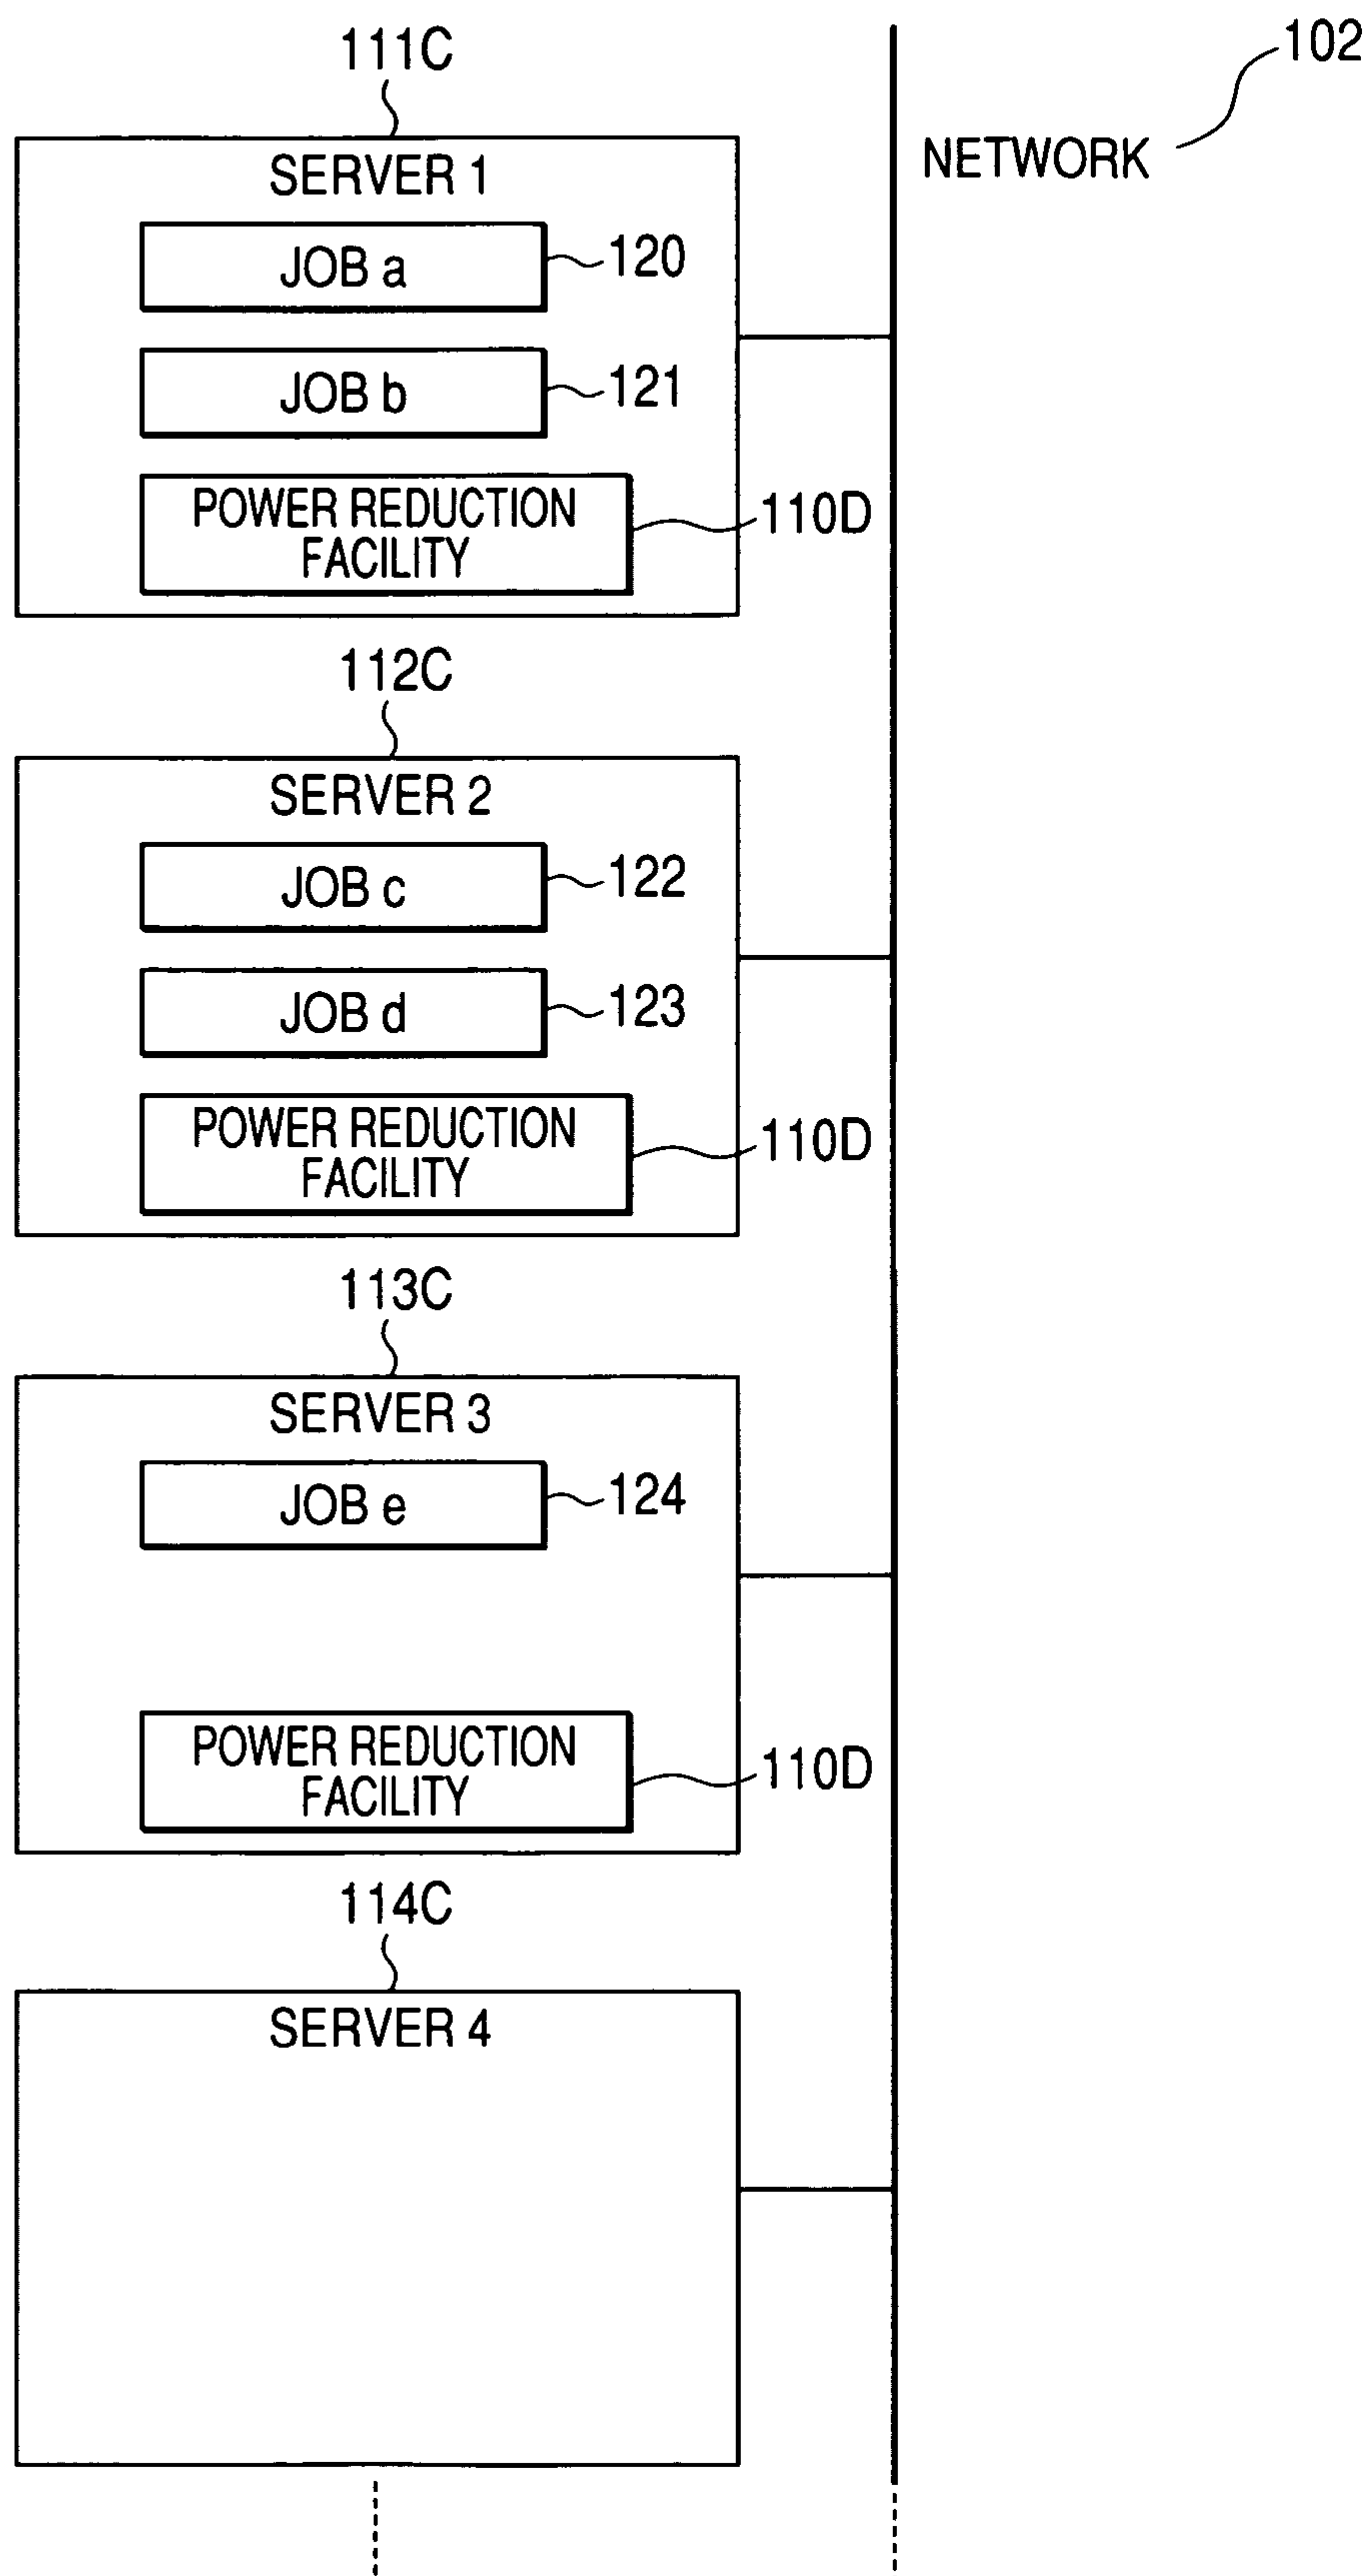 111C
102
NETWORK
SERVER 1
JOB a
120
JOB b
121
POWER REDUCTION
FACILITY
110D
112C
SERVER 2
JOB c
122
JOB d
123
POWER REDUCTION
FACILITY
110D
113C
SERVER 3
JOB e
124
POWER REDUCTION
FACILITY
110D
114C
SERVER 4